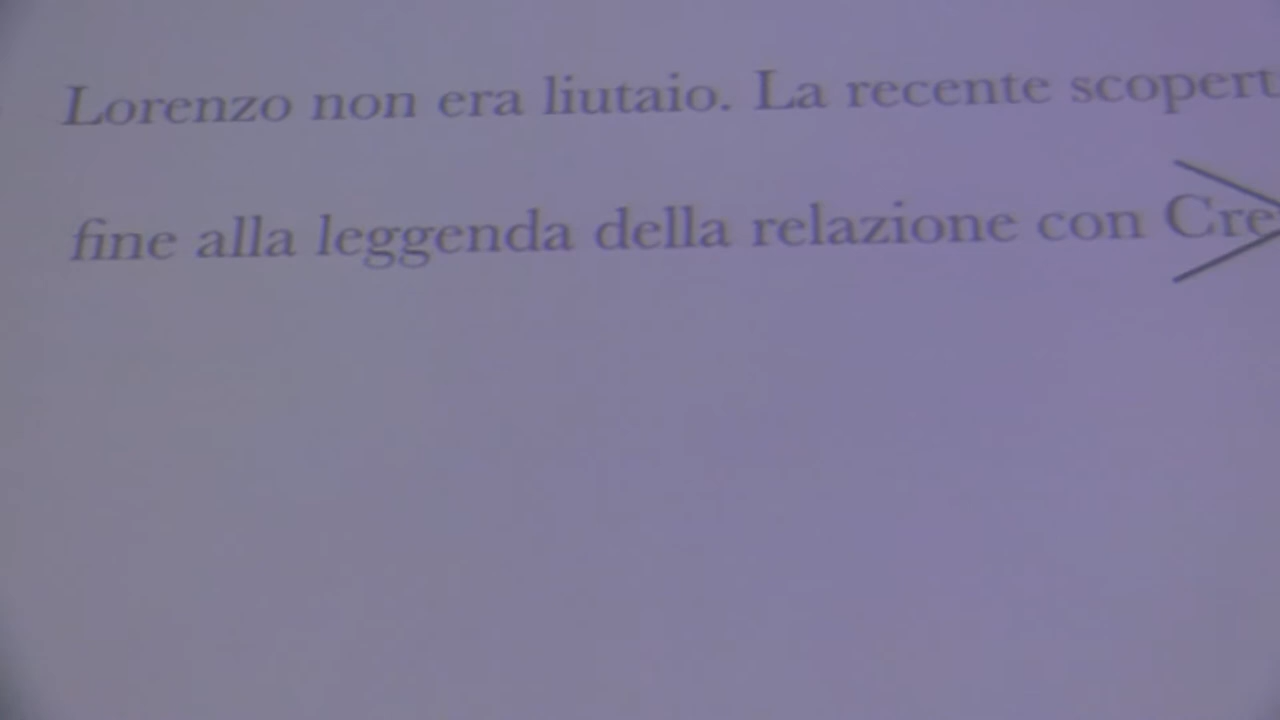 Lorenzo non era liutaio. La recente scopert
fine alla leggenda della relazione con Cre